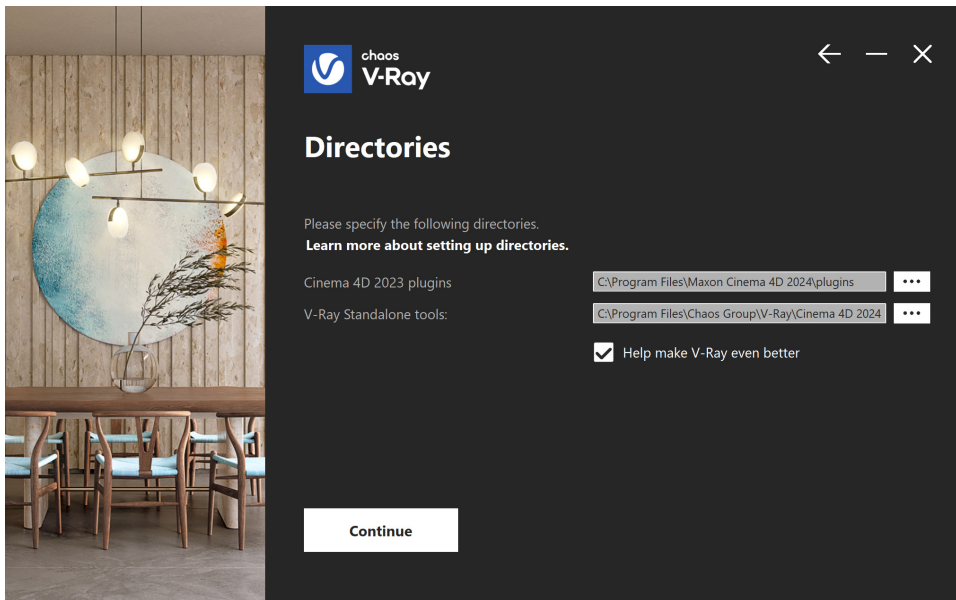 chaos
V-Ray
Directories
Please specify the following directories.
Learn more about setting up directories.
Cinema 4D 2023 plugins
C:\Program Files\Maxon Cinema 4D 2024\plugins
V-Ray Standalone tools:
C:\Program Files\Chaos Group\V-Ray\Cinema 4D 2024
Help make V-Ray even better
Continue